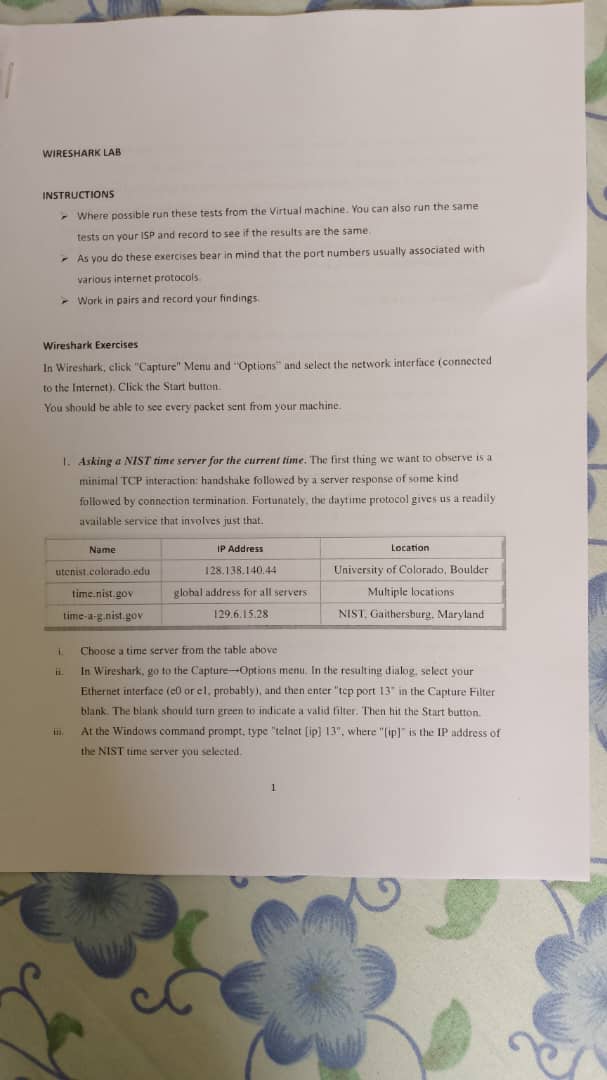 WIRESHARK LAB
INSTRUCTIONS
➢ Where possible run these tests from the Virtual machine. You can also run the same
tests on your ISP and record to see if the results are the same.
➢ As you do these exercises bear in mind that the port numbers usually associated with
various internet protocols.
➢ Work in pairs and record your findings.
Wireshark Exercises
In Wireshark, click "Capture" Menu and "Options" and select the network interface (connected
to the Internet). Click the Start button.
You should be able to see every packet sent from your machine.
1. Asking a NIST time server for the current time. The first thing we want to observe is a
minimal TCP interaction: handshake followed by a server response of some kind
followed by connection termination. Fortunately, the daytime protocol gives us a readily
available service that involves just that.
Name IP Address Location
utcnist.colorado.edu 128.138.140.44 University of Colorado, Boulder
time.nist.gov global address for all servers Multiple locations
time-a-g.nist.gov 129.6.15.28 NIST, Gaithersburg, Maryland
i. Choose a time server from the table above
ii. In Wireshark, go to the Capture→Options menu. In the resulting dialog, select your
Ethernet interface (e0 or e1, probably), and then enter "tcp port 13" in the Capture Filter
blank. The blank should turn green to indicate a valid filter. Then hit the Start button.
iii. At the Windows command prompt, type "telnet [ip] 13", where "[ip]" is the IP address of
the NIST time server you selected.
1